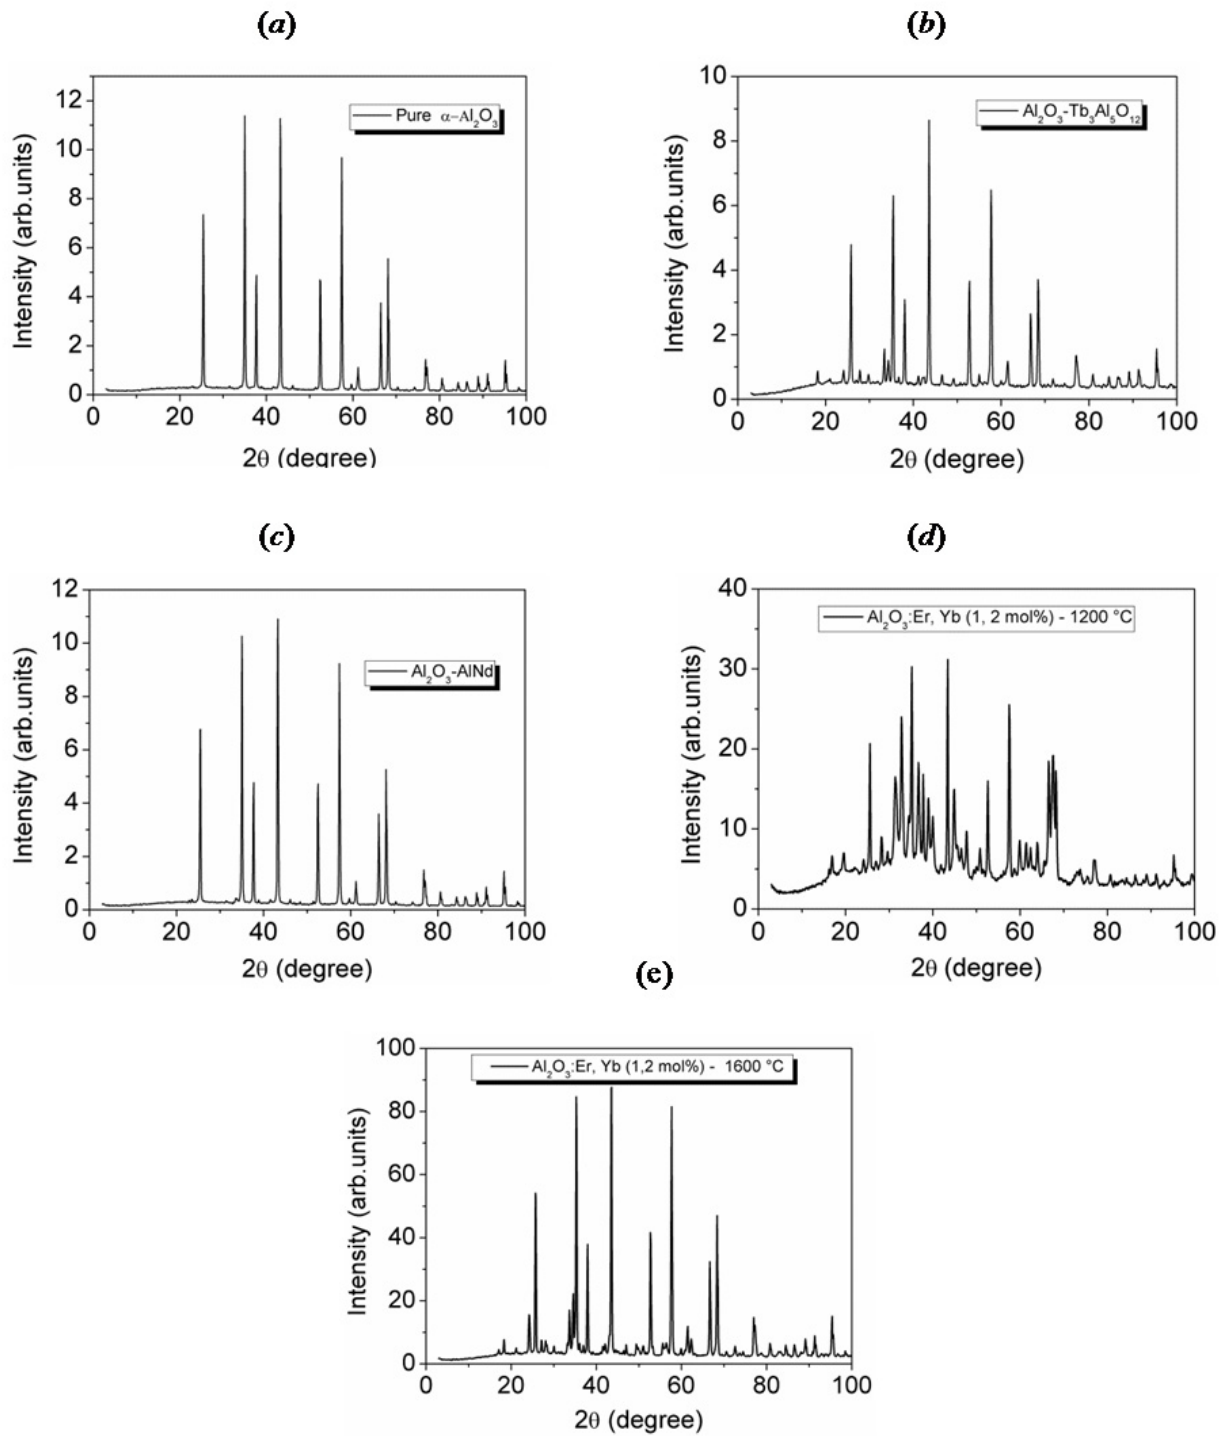 (a)
Pure α-Al₂O₃
Intensity (arb.units)
12
10
8
6
4
2
0
0 20 40 60 80 100
2θ (degree)
(b)
Al₂O₃-Tb₃Al₅O₁₂
Intensity (arb.units)
10
8
6
4
2
0
0 20 40 60 80 100
2θ (degree)
(c)
Al₂O₃-AlNd
Intensity (arb.units)
12
10
8
6
4
2
0
0 20 40 60 80 100
2θ (degree)
(d)
Al₂O₃:Er, Yb (1, 2 mol%) - 1200 °C
Intensity (arb.units)
40
30
20
10
0
0 20 40 60 80 100
2θ (degree)
(e)
Al₂O₃:Er, Yb (1,2 mol%) - 1600 °C
Intensity (arb.units)
100
80
60
40
20
0
0 20 40 60 80 100
2θ (degree)